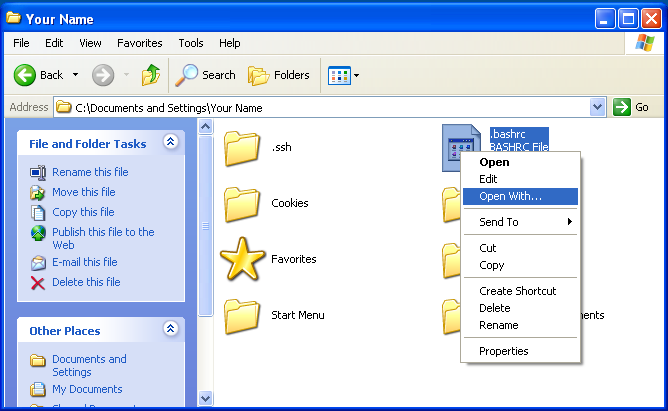 Your Name
File Edit View Favorites Tools Help
Back Search Folders
Address C:\Documents and Settings\Your Name Go
File and Folder Tasks
Rename this file
Move this file
Copy this file
Publish this file to the
Web
E-mail this file
Delete this file
Other Places
Documents and
Settings
My Documents
.ssh
Cookies
Favorites
Start Menu
.bashrc
BASHRC File
Open
Edit
Open With...
Send To
Cut
Copy
Create Shortcut
Delete
Rename
Properties